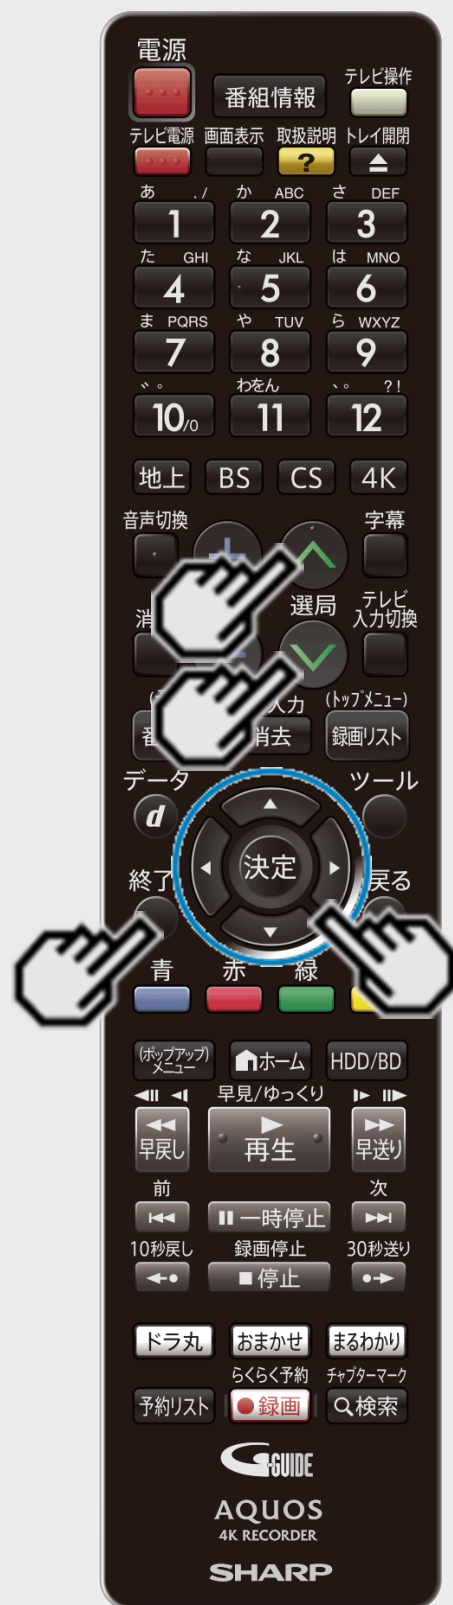 電源
番組情報
テレビ操作
テレビ電源 画面表示 取扱説明 トレイ開閉
?
あ ./ か ABC さ DEF
1 2 3
た GHI な JKL は MNO
4 5 6
ま PQRS や TUV ら WXYZ
7 8 9
゛゜ わをん 、。 ?!
10/0 11 12
地上 BS CS 4K
音声切換 字幕
選局 テレビ
入力切換
入力 (トップメニュー)
消去 録画リスト
データ ツール
d
決定
終了 戻る
青 赤 緑
(ポップアップ)
メニュー
ホーム HDD/BD
早見/ゆっくり
早戻し 再生 早送り
前 次
一時停止
10秒戻し 録画停止 30秒送り
停止
ドラ丸 おまかせ まるわかり
らくらく予約 チャプターマーク
予約リスト 録画 検索
G-GUIDE
AQUOS
4K RECORDER
SHARP